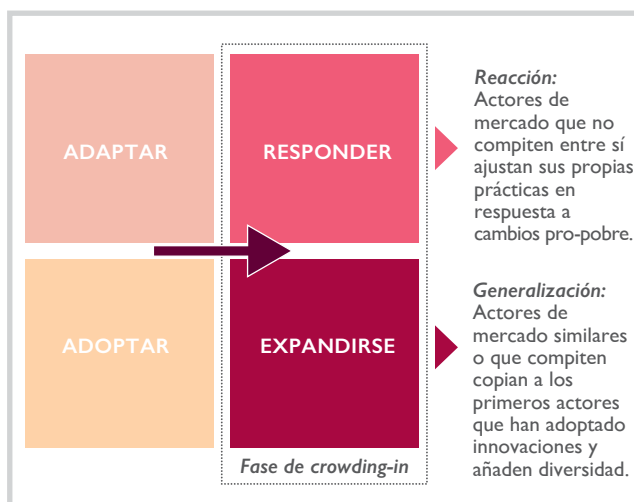 ADAPTAR
RESPONDER
Reacción:
Actores de
mercado que no
compiten entre sí
ajustan sus propias
prácticas en
respuesta a
cambios pro-pobre.
ADOPTAR
EXPANDIRSE
Generalización:
Actores de
mercado similares
o que compiten
copian a los
primeros actores
que han adoptado
innovaciones y
añaden diversidad.
Fase de crowding-in